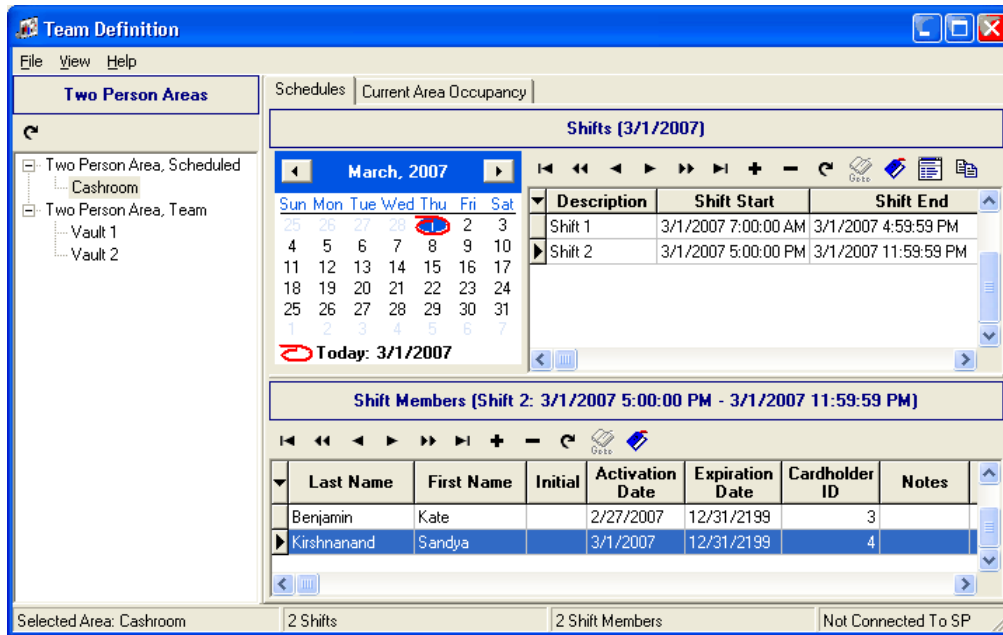 Team Definition
File View Help
Two Person Areas
Two Person Area, Scheduled
Cashroom
Two Person Area, Team
Vault 1
Vault 2
Schedules Current Area Occupancy
Shifts (3/1/2007)
March, 2007
Sun Mon Tue Wed Thu Fri Sat
25 26 27 28 1 2 3
4 5 6 7 8 9 10
11 12 13 14 15 16 17
18 19 20 21 22 23 24
25 26 27 28 29 30 31
1 2 3 4 5 6 7
Today: 3/1/2007
Goto
Description Shift Start Shift End
Shift 1 3/1/2007 7:00:00 AM 3/1/2007 4:59:59 PM
Shift 2 3/1/2007 5:00:00 PM 3/1/2007 11:59:59 PM
Shift Members (Shift 2: 3/1/2007 5:00:00 PM - 3/1/2007 11:59:59 PM)
Goto
Last Name First Name Initial Activation Date Expiration Date Cardholder ID Notes
Benjamin Kate 2/27/2007 12/31/2199 3
Kirshnanand Sandya 3/1/2007 12/31/2199 4
Selected Area: Cashroom 2 Shifts 2 Shift Members Not Connected To SP